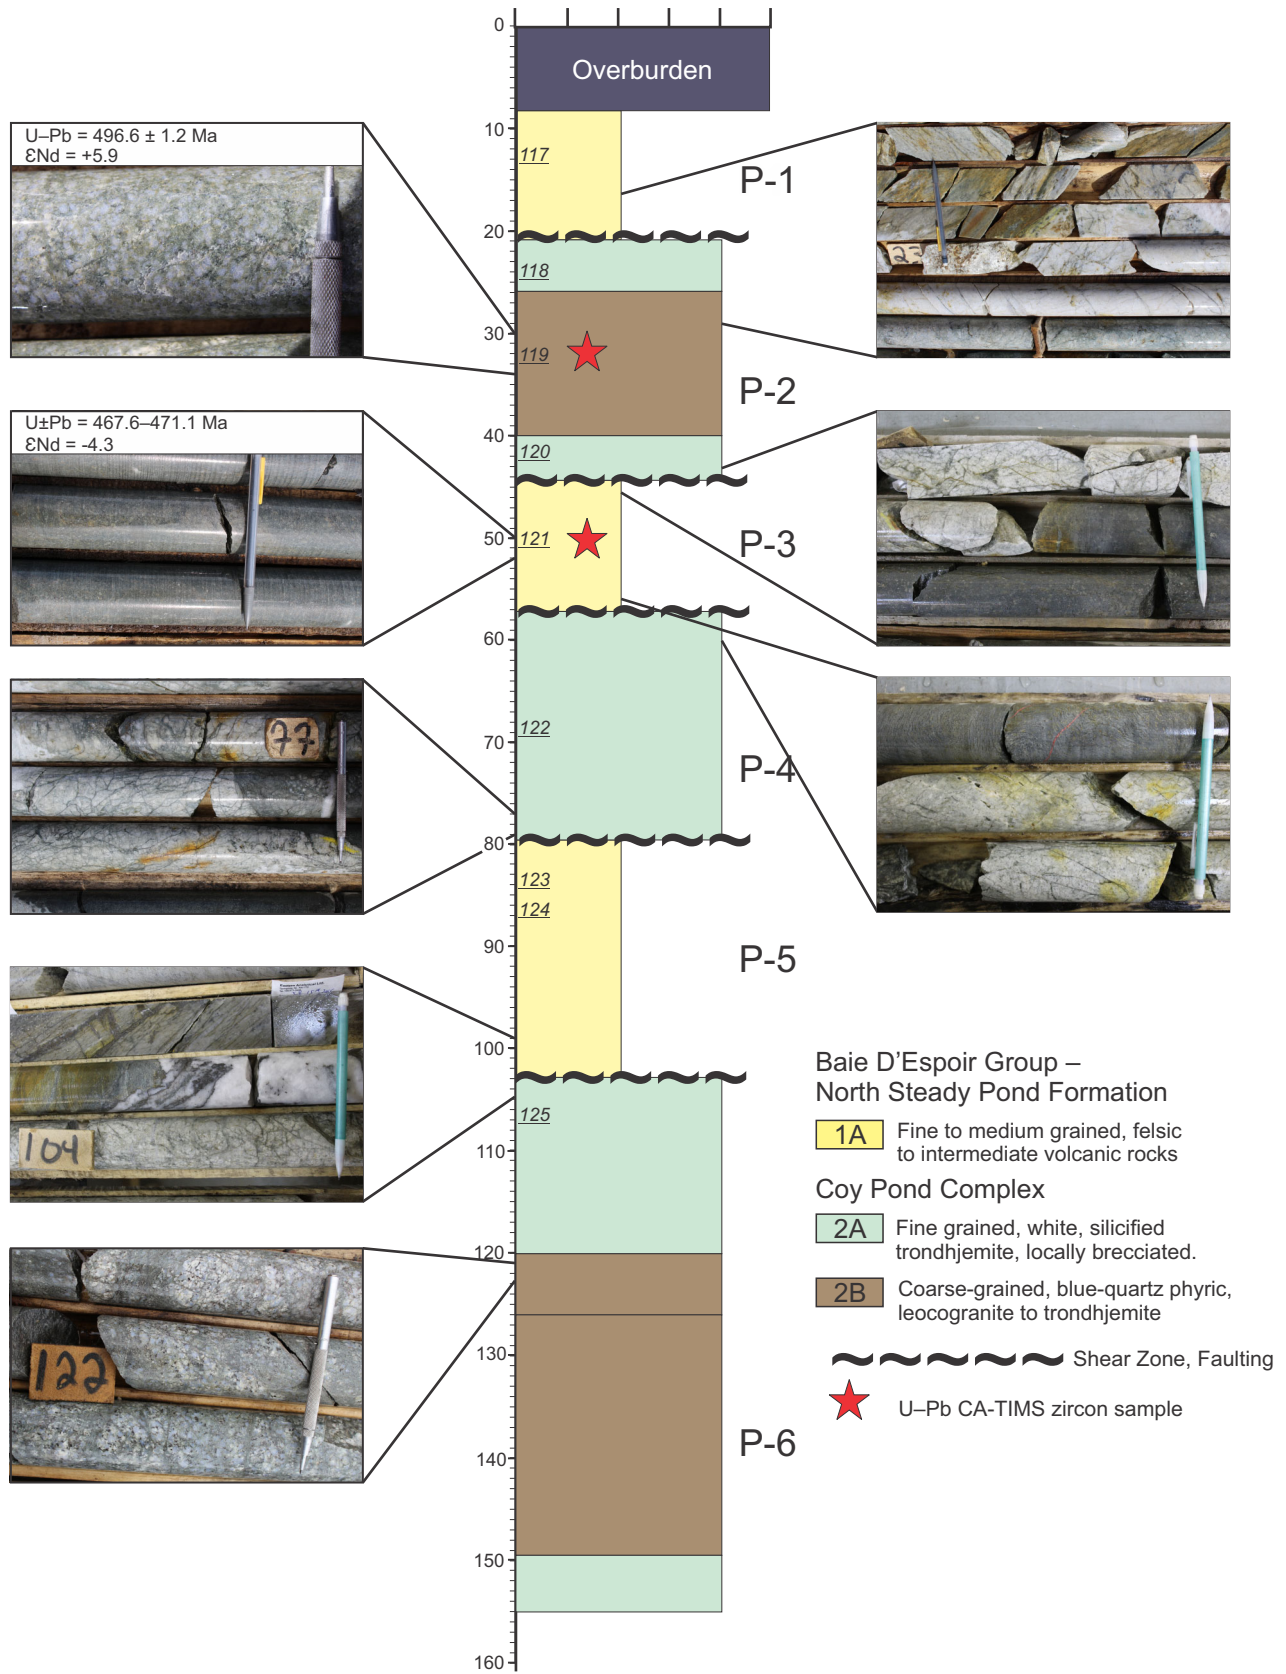 0
Overburden
10
20
30
40
50
60
70
80
90
100
110
120
130
140
150
160
117
118
119
120
121
122
123
124
125
P-1
P-2
P-3
P-4
P-5
P-6
U–Pb = 496.6 ± 1.2 Ma
ƐNd = +5.9
U±Pb = 467.6–471.1 Ma
ƐNd = -4.3
77
104
122
23
Baie D’Espoir Group –
North Steady Pond Formation
1A
Fine to medium grained, felsic
to intermediate volcanic rocks
Coy Pond Complex
2A
Fine grained, white, silicified
trondhjemite, locally brecciated.
2B
Coarse-grained, blue-quartz phyric,
leocogranite to trondhjemite
Shear Zone, Faulting
U–Pb CA-TIMS zircon sample